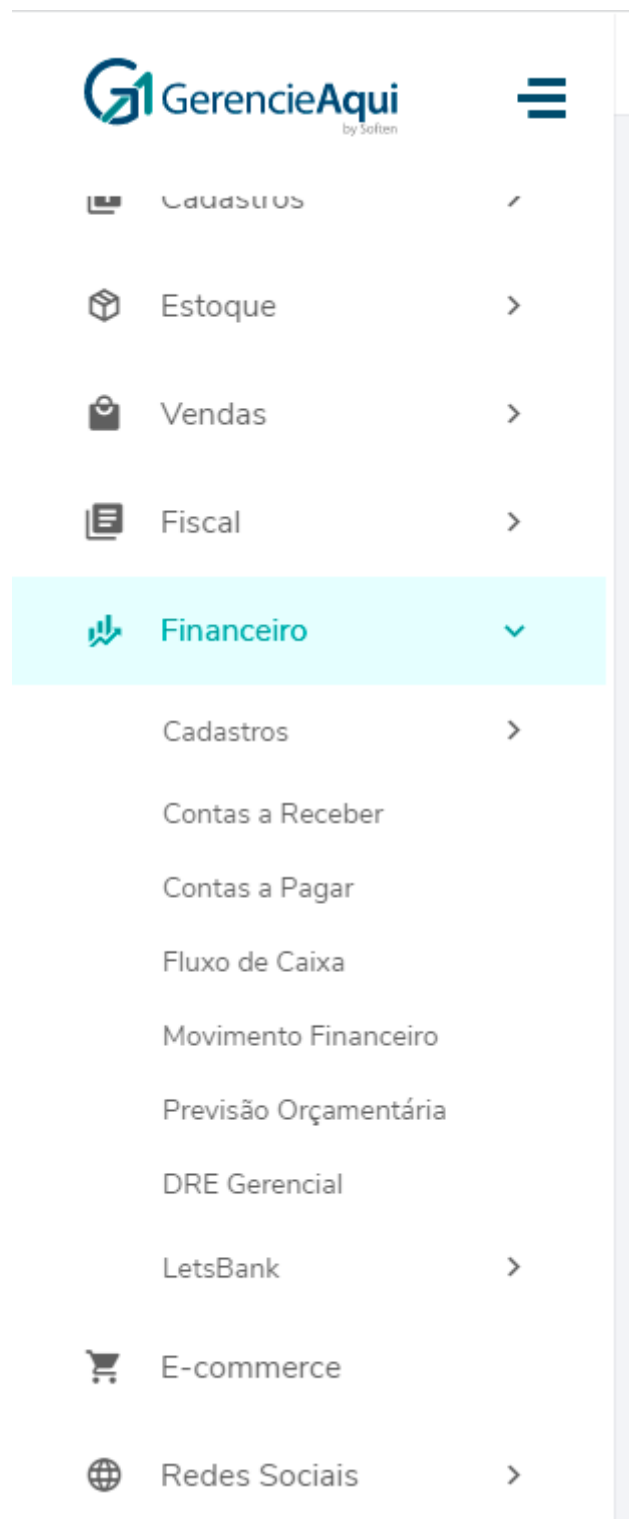 GerencieAqui
by Soften
Cadastros
Estoque
Vendas
Fiscal
Financeiro
Cadastros
Contas a Receber
Contas a Pagar
Fluxo de Caixa
Movimento Financeiro
Previsão Orçamentária
DRE Gerencial
LetsBank
E-commerce
Redes Sociais